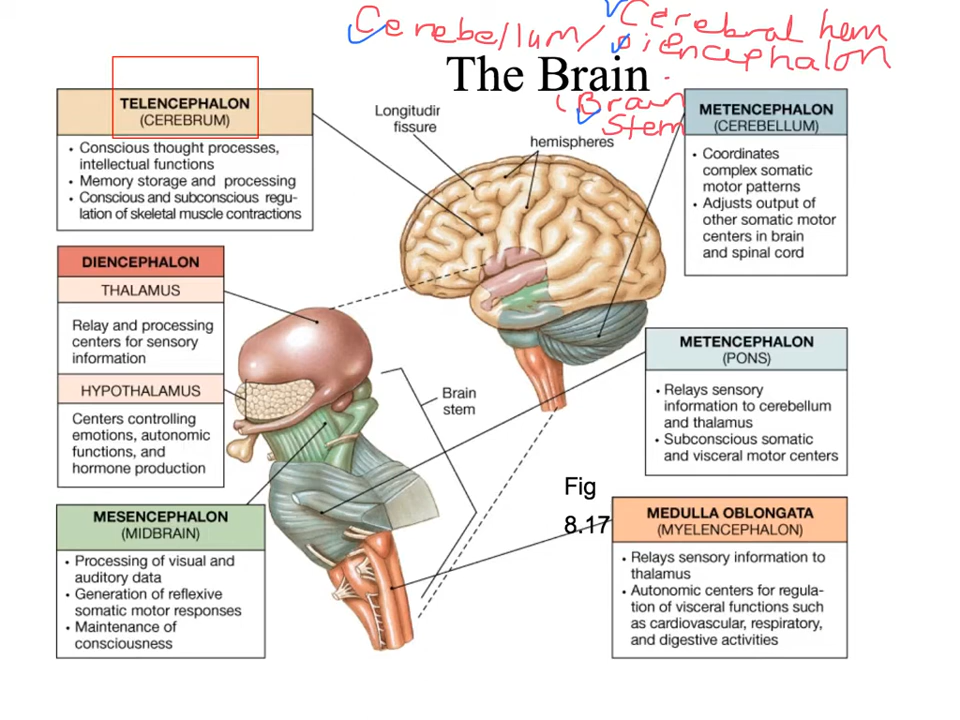 Cerebellum, Cerebral hem
Diencephalon
The Brain
(Brain
Stem
TELENCEPHALON
(CEREBRUM)
• Conscious thought processes,
intellectual functions
• Memory storage and processing
• Conscious and subconscious regu-
lation of skeletal muscle contractions
Longitudin
fissure
hemispheres
METENCEPHALON
(CEREBELLUM)
• Coordinates
complex somatic
motor patterns
• Adjusts output of
other somatic motor
centers in brain
and spinal cord
DIENCEPHALON
THALAMUS
Relay and processing
centers for sensory
information
HYPOTHALAMUS
Centers controlling
emotions, autonomic
functions, and
hormone production
Brain
stem
METENCEPHALON
(PONS)
• Relays sensory
information to cerebellum
and thalamus
• Subconscious somatic
and visceral motor centers
MESENCEPHALON
(MIDBRAIN)
• Processing of visual and
auditory data
• Generation of reflexive
somatic motor responses
• Maintenance of
consciousness
Fig
8.17
MEDULLA OBLONGATA
(MYELENCEPHALON)
• Relays sensory information to
thalamus
• Autonomic centers for regula-
tion of visceral functions such
as cardiovascular, respiratory,
and digestive activities